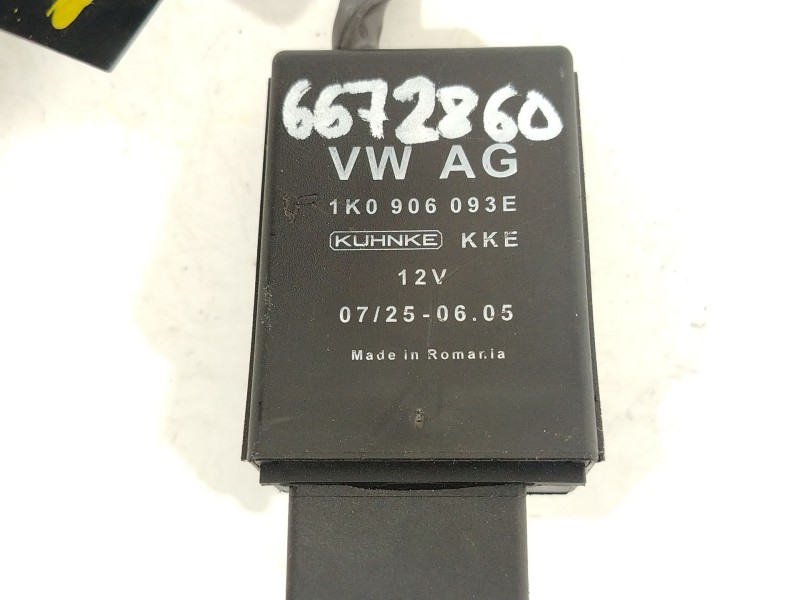 6672860
VW AG
1K0 906 093E
KUHNKE KKE
12V
07/25-06.05
Made in Romania